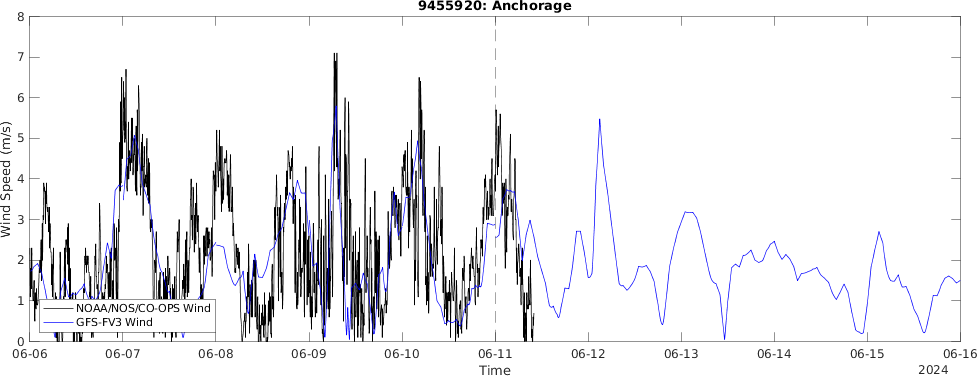 9455920: Anchorage
8
7
6
5
4
3
2
1
0
Wind Speed (m/s)
NOAA/NOS/CO-OPS Wind
GFS-FV3 Wind
06-06 06-07 06-08 06-09 06-10 06-11 06-12 06-13 06-14 06-15 06-16
Time
2024